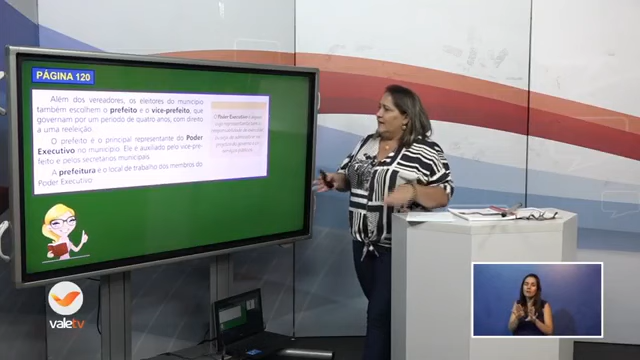 PÁGINA 120
Além dos vereadores, os eleitores do município
também escolhem o prefeito e o vice-prefeito, que
governam por um período de quatro anos, com direito
a uma reeleição.
O prefeito é o principal representante do Poder
Executivo no município. Ele é auxiliado pelo vice-pre-
feito e pelos secretários municipais.
A prefeitura é o local de trabalho dos membros do
Poder Executivo.
O Poder Executivo é
valetv